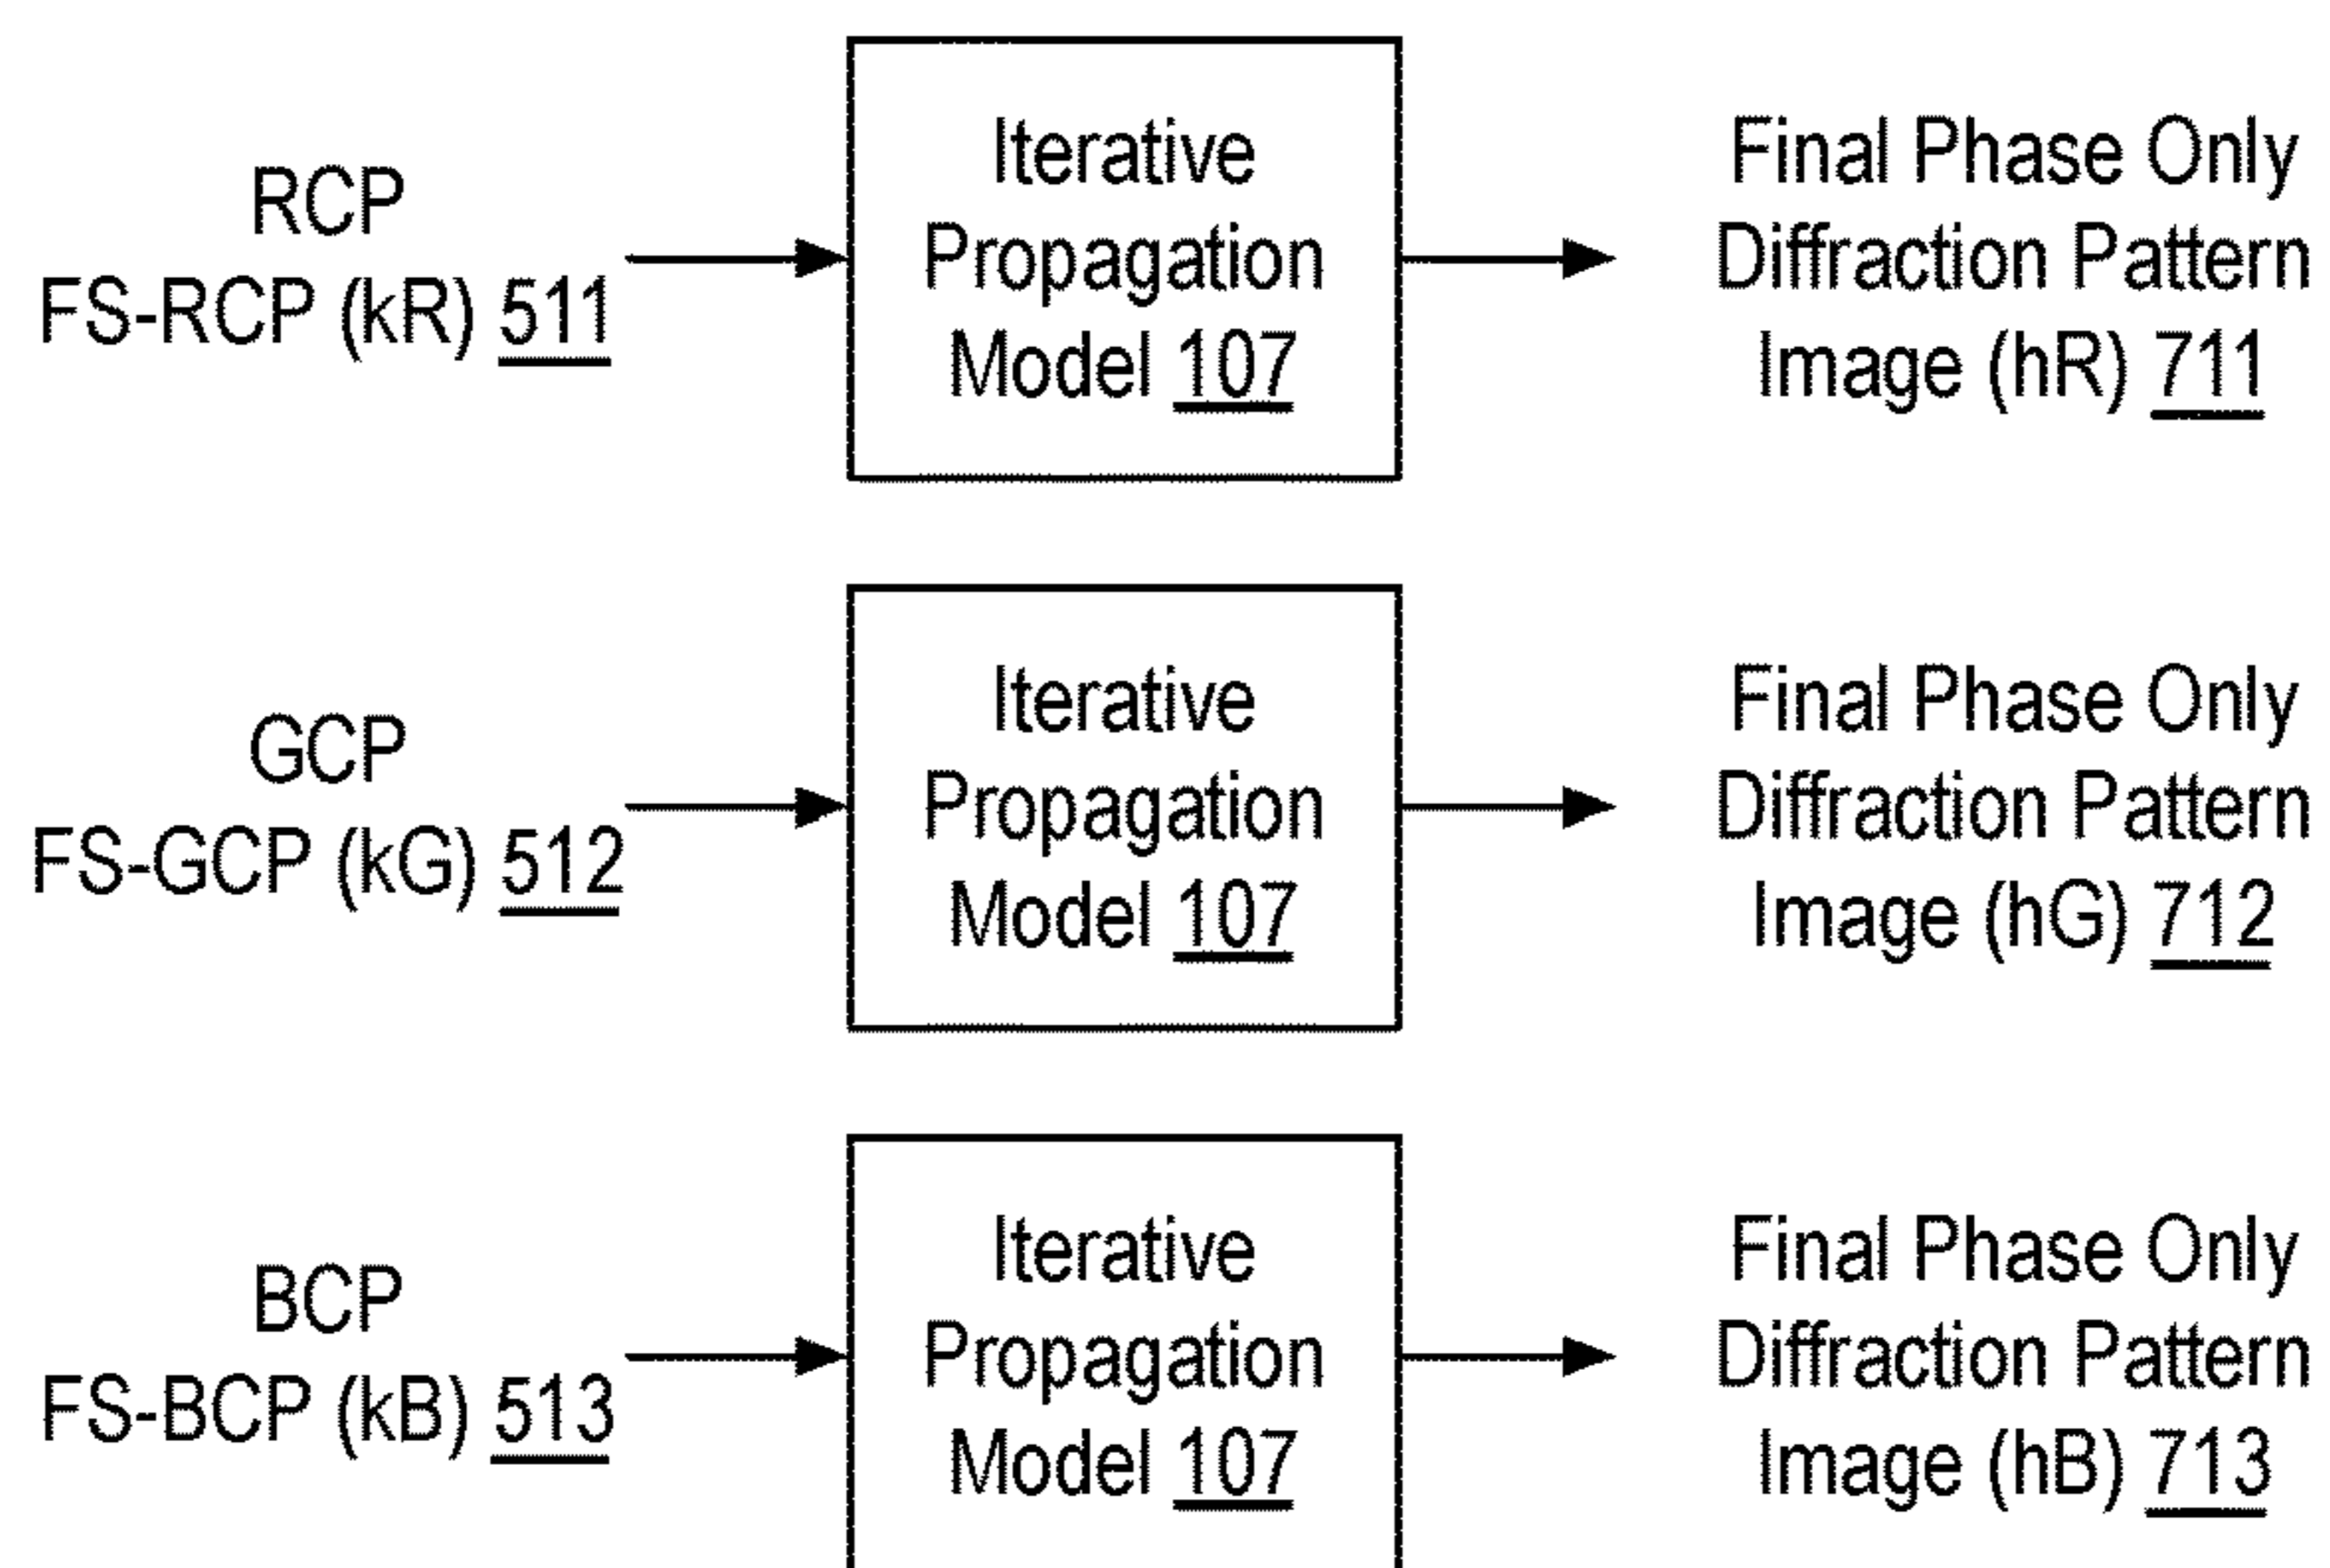 RCP
FS-RCP (kR) 511
Iterative
Propagation
Model 107
Final Phase Only
Diffraction Pattern
Image (hR) 711
GCP
FS-GCP (kG) 512
Iterative
Propagation
Model 107
Final Phase Only
Diffraction Pattern
Image (hG) 712
BCP
FS-BCP (kB) 513
Iterative
Propagation
Model 107
Final Phase Only
Diffraction Pattern
Image (hB) 713